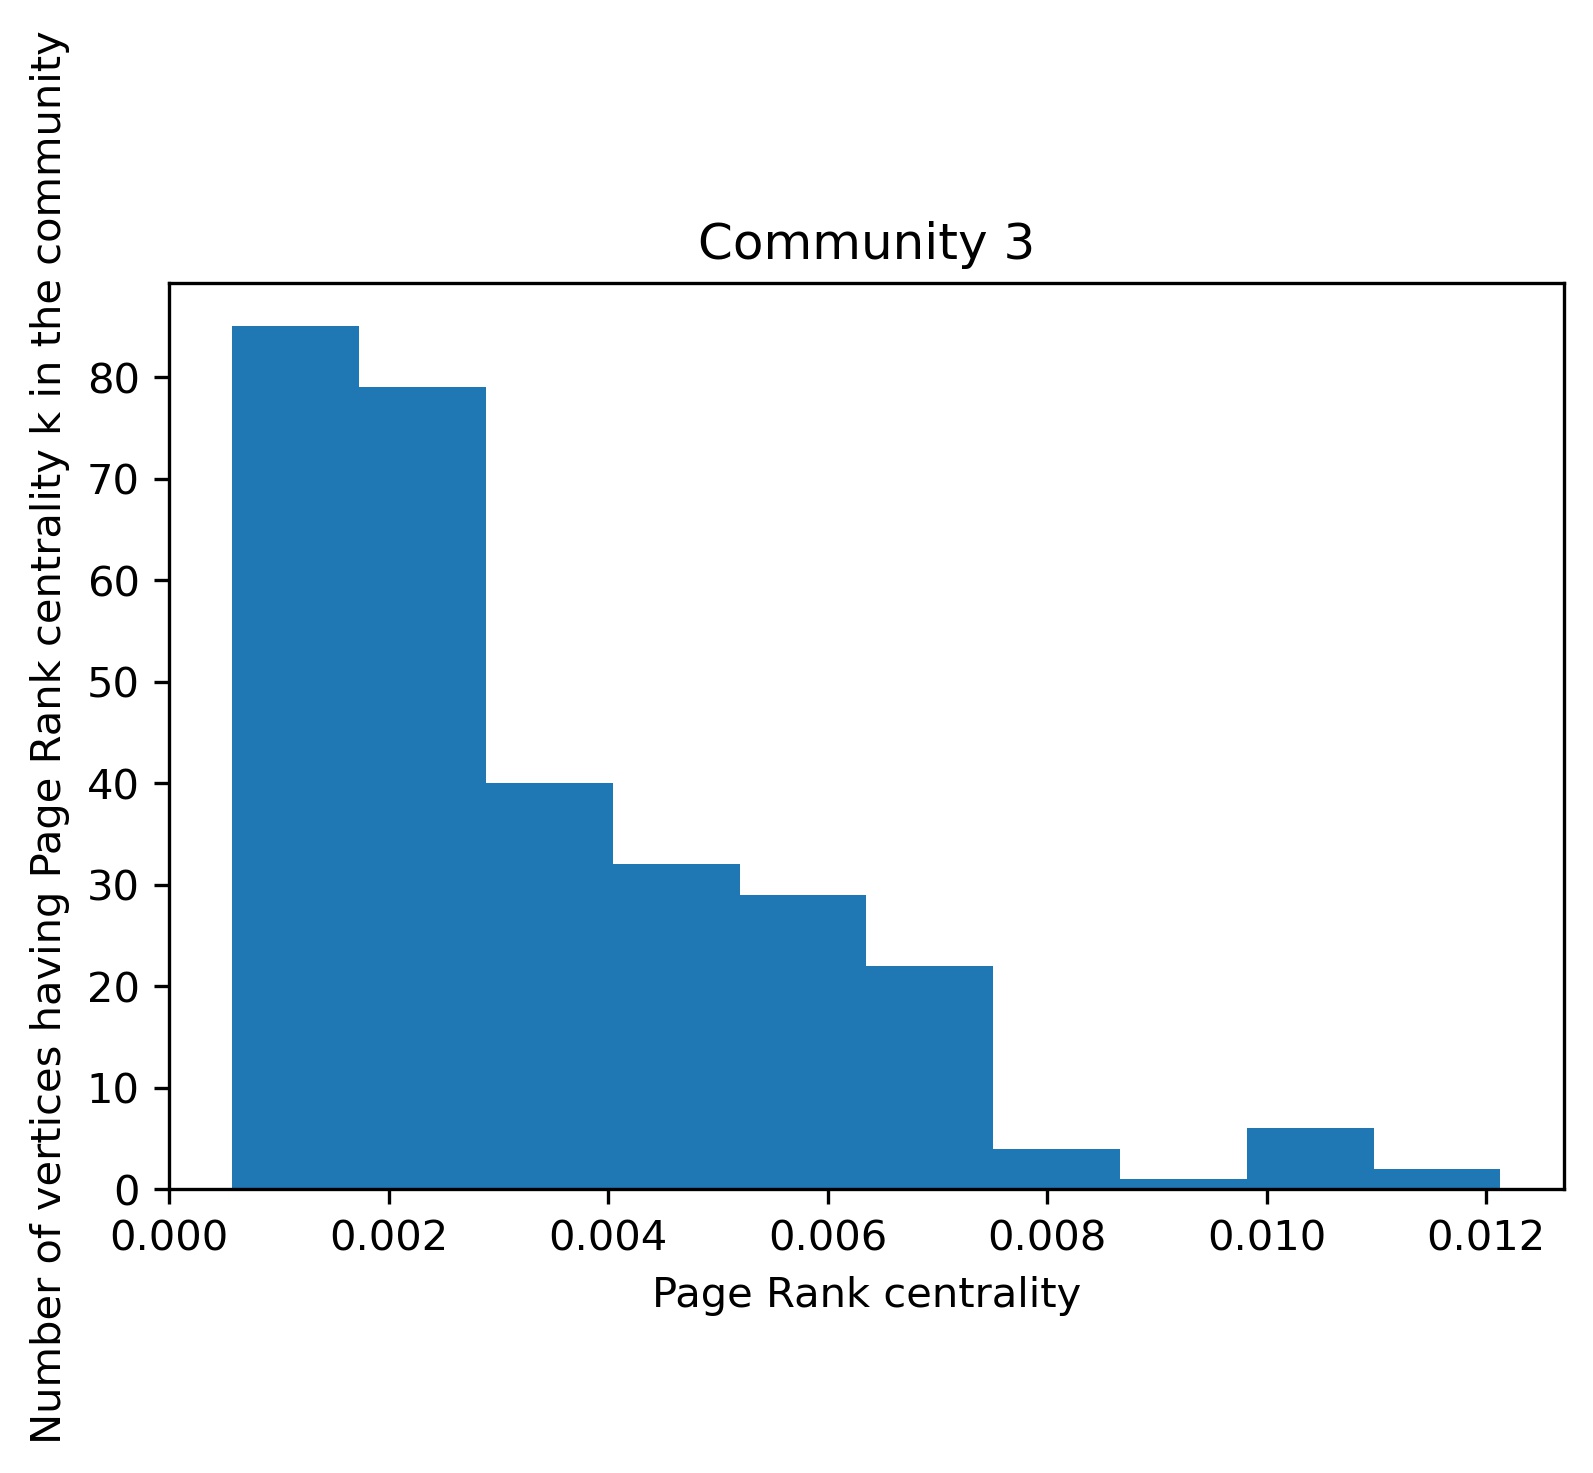 Community 3
Number of vertices having Page Rank centrality k in the community
80
70
60
50
40
30
20
10
0
0.000 0.002 0.004 0.006 0.008 0.010 0.012
Page Rank centrality